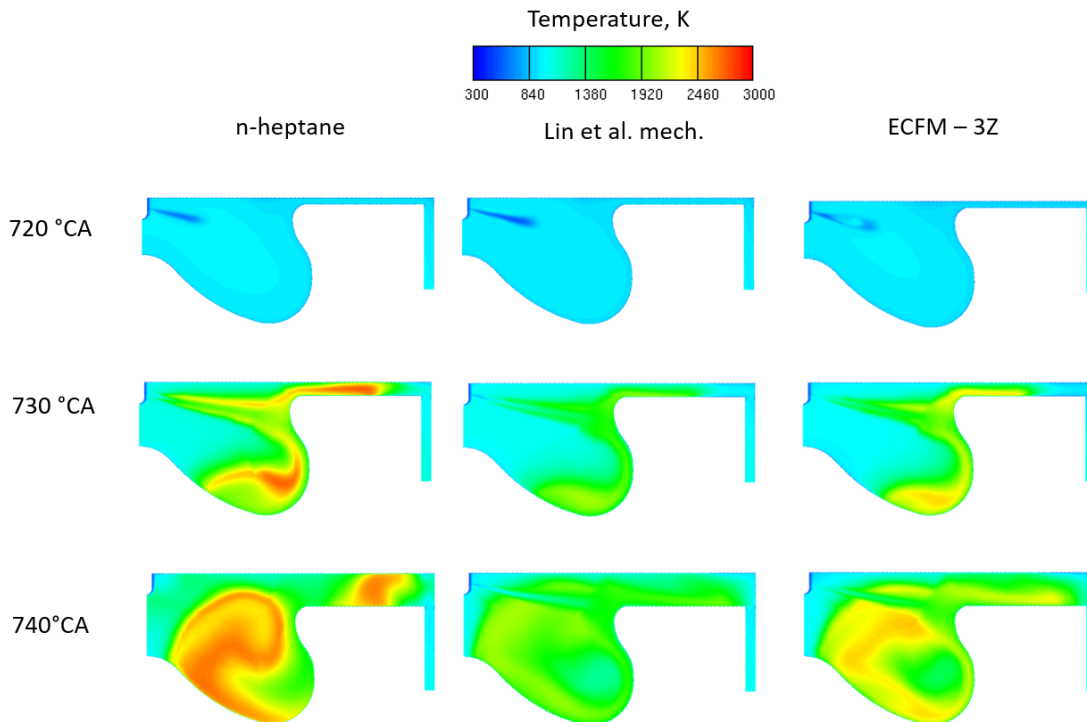 Temperature, K
300 840 1380 1920 2460 3000
n-heptane Lin et al. mech. ECFM – 3Z
720 °CA
730 °CA
740°CA